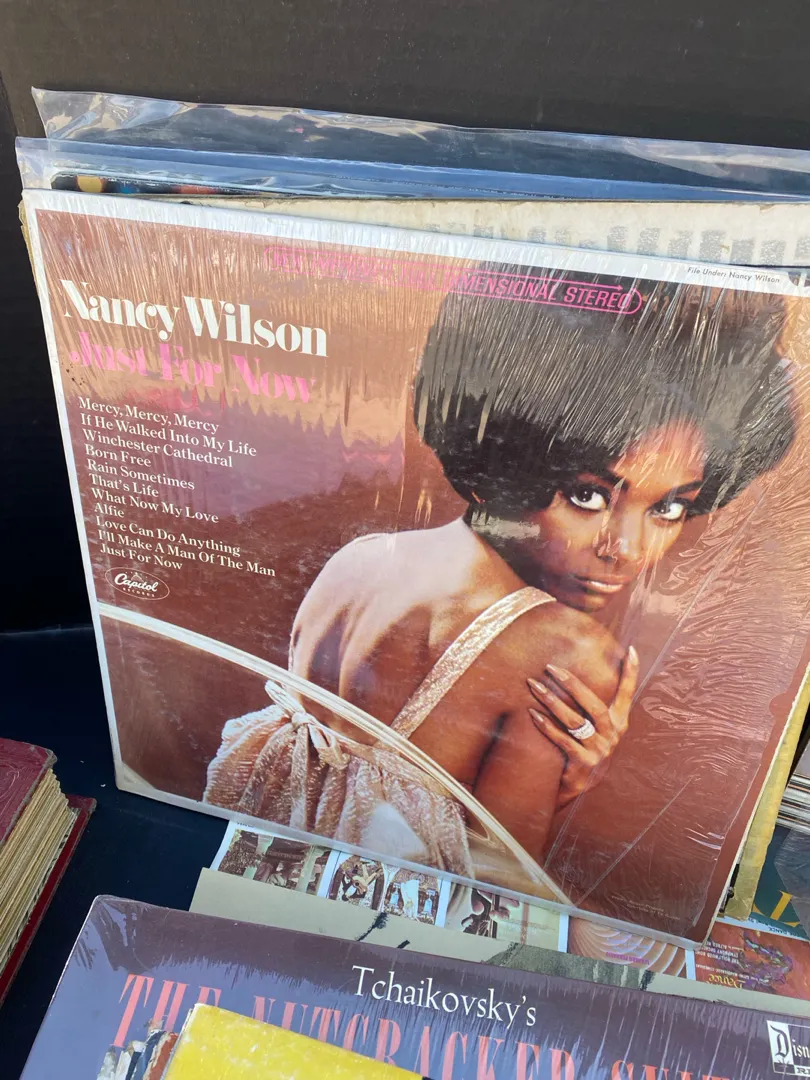 File Under: Nancy Wilson
DIMENSIONAL STEREO
Nancy Wilson
Just For Now
Mercy, Mercy, Mercy
If He Walked Into My Life
Winchester Cathedral
Born Free
Rain Sometimes
That's Life
What Now My Love
Alfie
Love Can Do Anything
I'll Make A Man Of The Man
Just For Now
Capitol
RECORDS
Tchaikovsky's
THE NUTCRACKER